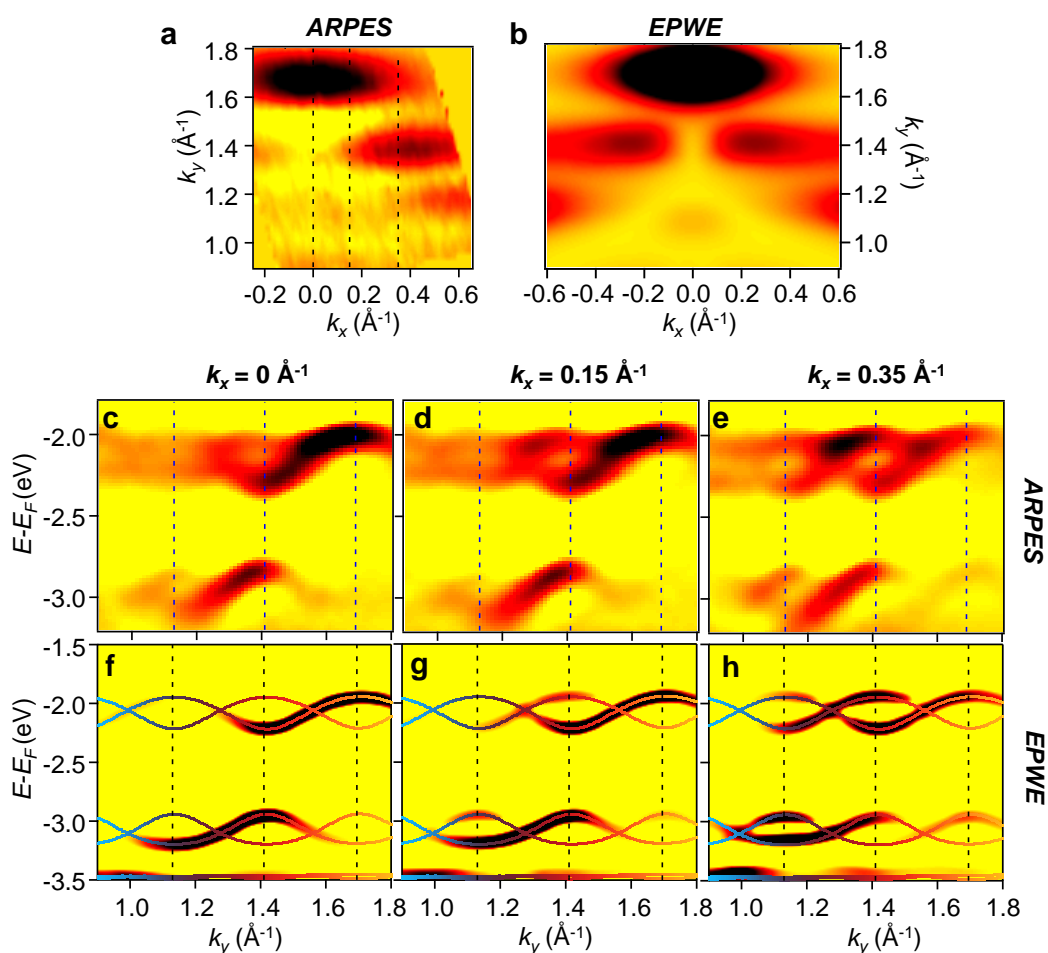 ARPES
EPWE
a
b
1.8
1.6
1.4
1.2
1.0
k_y (Å⁻¹)
1.8
1.6
1.4
1.2
1.0
k_y (Å⁻¹)
-0.2 0.0 0.2 0.4 0.6
k_x (Å⁻¹)
-0.6 -0.4 -0.2 0.0 0.2 0.4 0.6
k_x (Å⁻¹)
k_x = 0 Å⁻¹
k_x = 0.15 Å⁻¹
k_x = 0.35 Å⁻¹
c
d
e
-2.0
-2.5
-3.0
E-E_F (eV)
ARPES
f
g
h
-1.5
-2.0
-2.5
-3.0
-3.5
E-E_F (eV)
EPWE
1.0 1.2 1.4 1.6 1.8
1.0 1.2 1.4 1.6 1.8
1.0 1.2 1.4 1.6 1.8
k_y (Å⁻¹)
k_y (Å⁻¹)
k_y (Å⁻¹)